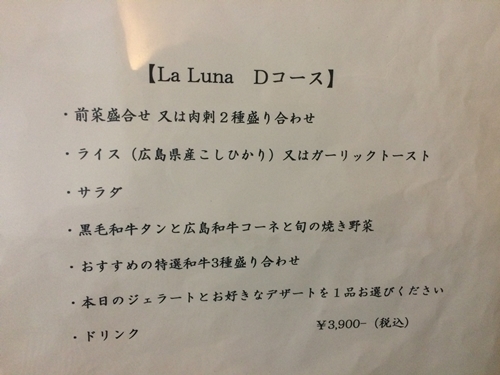 【La Luna　Dコース】
・前菜盛合せ 又は肉刺２種盛り合わせ
・ライス（広島県産こしひかり）又はガーリックトースト
・サラダ
・黒毛和牛タンと広島和牛コーネと旬の焼き野菜
・おすすめの特選和牛3種盛り合わせ
・本日のジェラートとお好きなデザートを１品お選びください
・ドリンク　　　　　￥3,900-（税込）